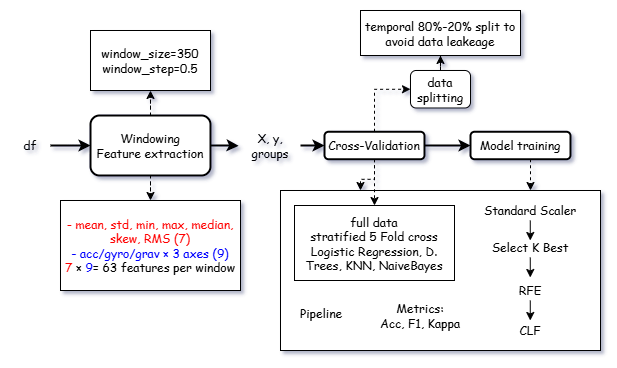 temporal 80%-20% split to
avoid data leakeage
window_size=350
window_step=0.5
data
splitting
df
Windowing
Feature extraction
X, y,
groups
Cross-Validation
Model training
- mean, std, min, max, median,
skew, RMS (7)
- acc/gyro/grav × 3 axes (9)
7 × 9= 63 features per window
full data
stratified 5 Fold cross
Logistic Regression, D.
Trees, KNN, NaiveBayes
Pipeline
Metrics:
Acc, F1, Kappa
Standard Scaler
Select K Best
RFE
CLF